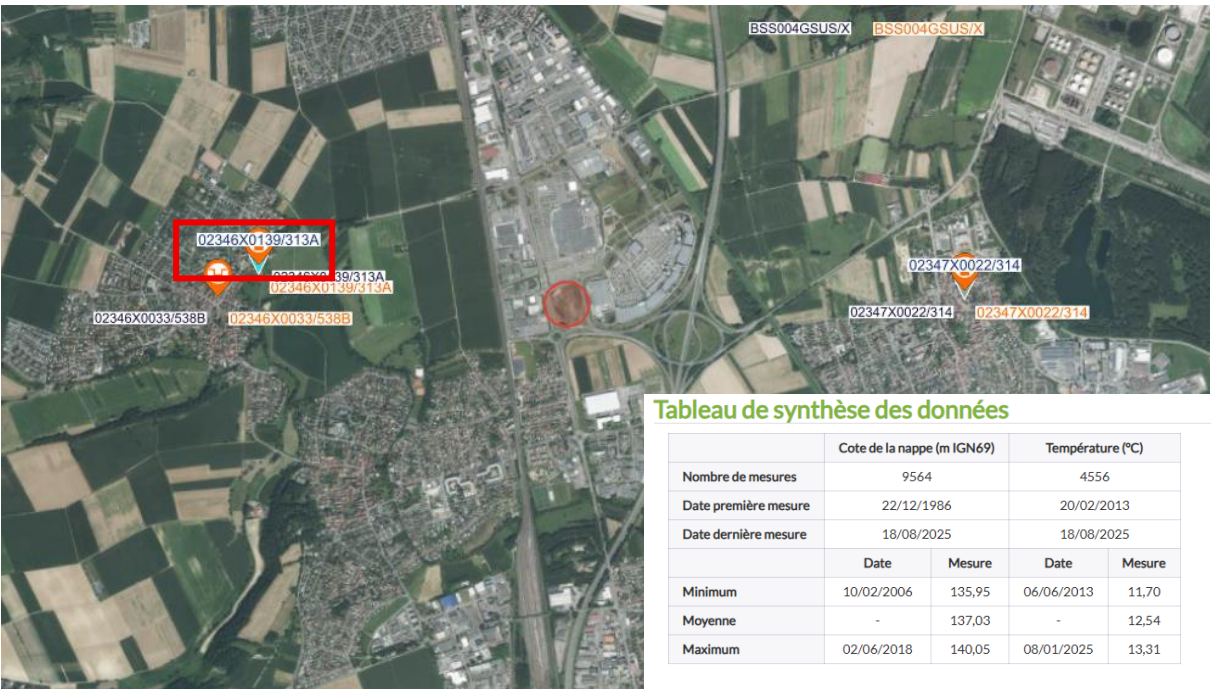 BSS004GSUS/X BSS004GSUS/X
02346X0139/313A
02346X0139/313A
02346X0139/313A
02346X0033/538B 02346X0033/538B
02347X0022/314
02347X0022/314 02347X0022/314
Tableau de synthèse des données
Cote de la nappe (m IGN69) Température (°C)
Nombre de mesures 9564 4556
Date première mesure 22/12/1986 20/02/2013
Date dernière mesure 18/08/2025 18/08/2025
Date Mesure Date Mesure
Minimum 10/02/2006 135,95 06/06/2013 11,70
Moyenne - 137,03 - 12,54
Maximum 02/06/2018 140,05 08/01/2025 13,31